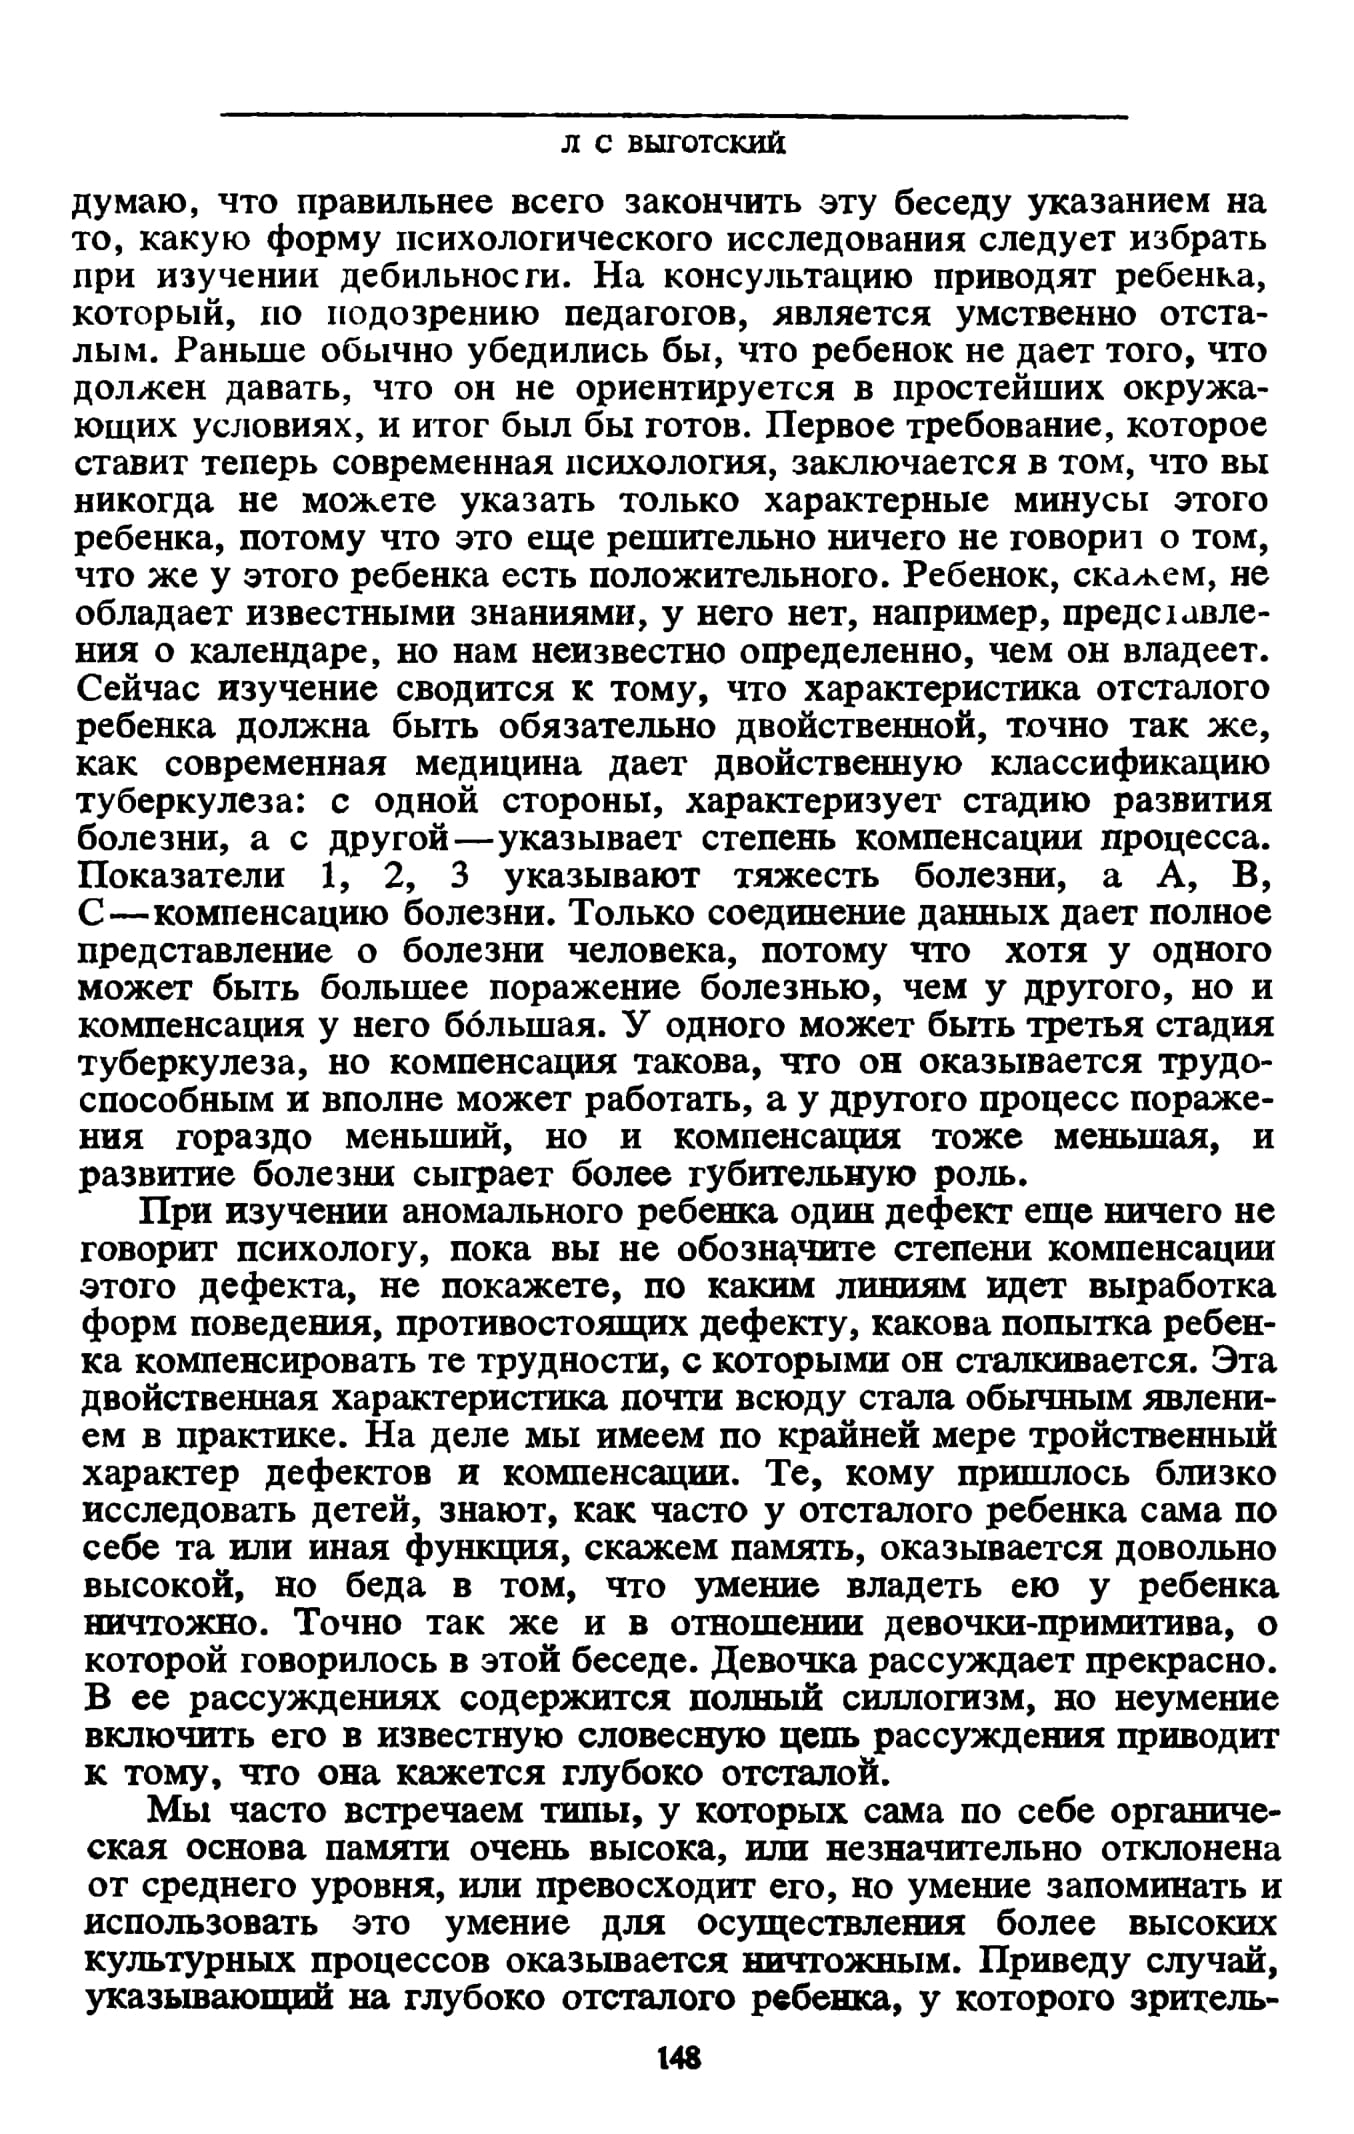 Л С ВЫГОТСКИЙ
думаю, что правильнее всего закончить эту беседу указанием на
то, какую форму психологического исследования следует избрать
при изучении дебильности. На консультацию приводят ребенка,
который, по подозрению педагогов, является умственно отста-
лым. Раньше обычно убедились бы, что ребенок не дает того, что
должен давать, что он не ориентируется в простейших окружа-
ющих условиях, и итог был бы готов. Первое требование, которое
ставит теперь современная психология, заключается в том, что вы
никогда не можете указать только характерные минусы этого
ребенка, потому что это еще решительно ничего не говорит о том,
что же у этого ребенка есть положительного. Ребенок, скажем, не
обладает известными знаниями, у него нет, например, представле-
ния о календаре, но нам неизвестно определенно, чем он владеет.
Сейчас изучение сводится к тому, что характеристика отсталого
ребенка должна быть обязательно двойственной, точно так же,
как современная медицина дает двойственную классификацию
туберкулеза: с одной стороны, характеризует стадию развития
болезни, а с другой—указывает степень компенсации процесса.
Показатели 1, 2, 3 указывают тяжесть болезни, а А, В,
С—компенсацию болезни. Только соединение данных дает полное
представление о болезни человека, потому что хотя у одного
может быть большее поражение болезнью, чем у другого, но и
компенсация у него бо́льшая. У одного может быть третья стадия
туберкулеза, но компенсация такова, что он оказывается трудо-
способным и вполне может работать, а у другого процесс пораже-
ния гораздо меньший, но и компенсация тоже меньшая, и
развитие болезни сыграет более губительную роль.
При изучении аномального ребенка один дефект еще ничего не
говорит психологу, пока вы не обозначите степени компенсации
этого дефекта, не покажете, по каким линиям идет выработка
форм поведения, противостоящих дефекту, какова попытка ребен-
ка компенсировать те трудности, с которыми он сталкивается. Эта
двойственная характеристика почти всюду стала обычным явлени-
ем в практике. На деле мы имеем по крайней мере тройственный
характер дефектов и компенсации. Те, кому пришлось близко
исследовать детей, знают, как часто у отсталого ребенка сама по
себе та или иная функция, скажем память, оказывается довольно
высокой, но беда в том, что умение владеть ею у ребенка
ничтожно. Точно так же и в отношении девочки-примитива, о
которой говорилось в этой беседе. Девочка рассуждает прекрасно.
В ее рассуждениях содержится полный силлогизм, но неумение
включить его в известную словесную цепь рассуждения приводит
к тому, что она кажется глубоко отсталой.
Мы часто встречаем типы, у которых сама по себе органиче-
ская основа памяти очень высока, или незначительно отклонена
от среднего уровня, или превосходит его, но умение запоминать и
использовать это умение для осуществления более высоких
культурных процессов оказывается ничтожным. Приведу случай,
указывающий на глубоко отсталого ребенка, у которого зритель-
148